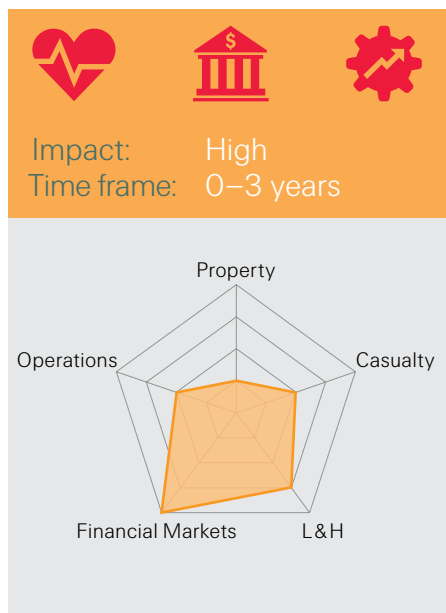 $
Impact: High
Time frame: 0–3 years
Property
Operations Casualty
Financial Markets L&H